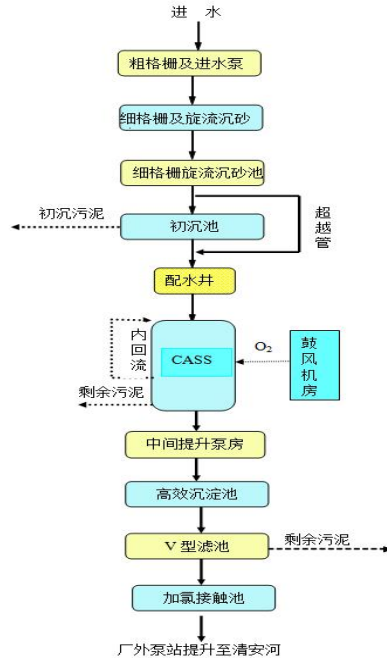 进 水
粗格栅及进水泵
细格栅及旋流沉砂
细格栅旋流沉砂池
初沉污泥
初沉池
超越管
配水井
内回流
CASS
O₂
鼓风机房
剩余污泥
中间提升泵房
高效沉淀池
V 型滤池
剩余污泥
加氯接触池
厂外泵站提升至清安河